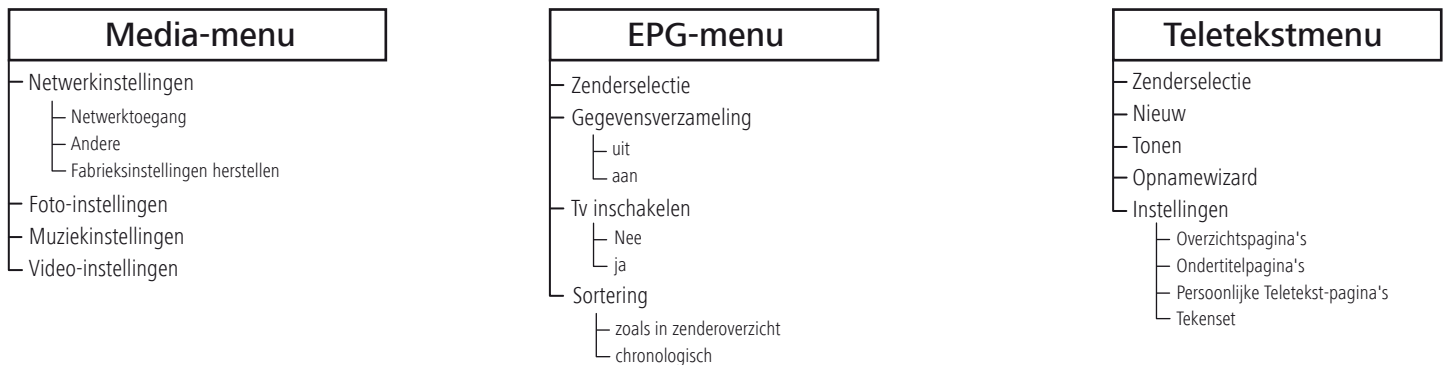 Media-menu
Netwerkinstellingen
Netwerktoegang
Andere
Fabrieksinstellingen herstellen
Foto-instellingen
Muziekinstellingen
Video-instellingen
EPG-menu
Zenderselectie
Gegevensverzameling
uit
aan
Tv inschakelen
Nee
ja
Sortering
zoals in zenderoverzicht
chronologisch
Teletekstmenu
Zenderselectie
Nieuw
Tonen
Opnamewizard
Instellingen
Overzichtspagina's
Ondertitelpagina's
Persoonlijke Teletekst-pagina's
Tekenset